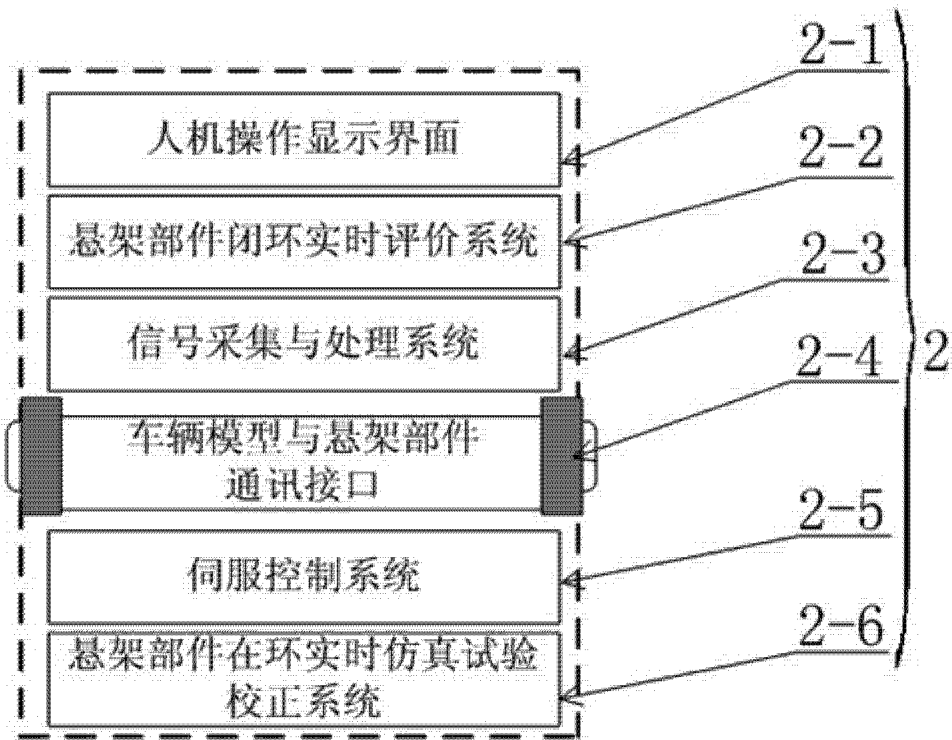 人机操作显示界面
2-1
悬架部件闭环实时评价系统
2-2
信号采集与处理系统
2-3
车辆模型与悬架部件
通讯接口
2-4
2
伺服控制系统
2-5
悬架部件在环实时仿真试验
校正系统
2-6